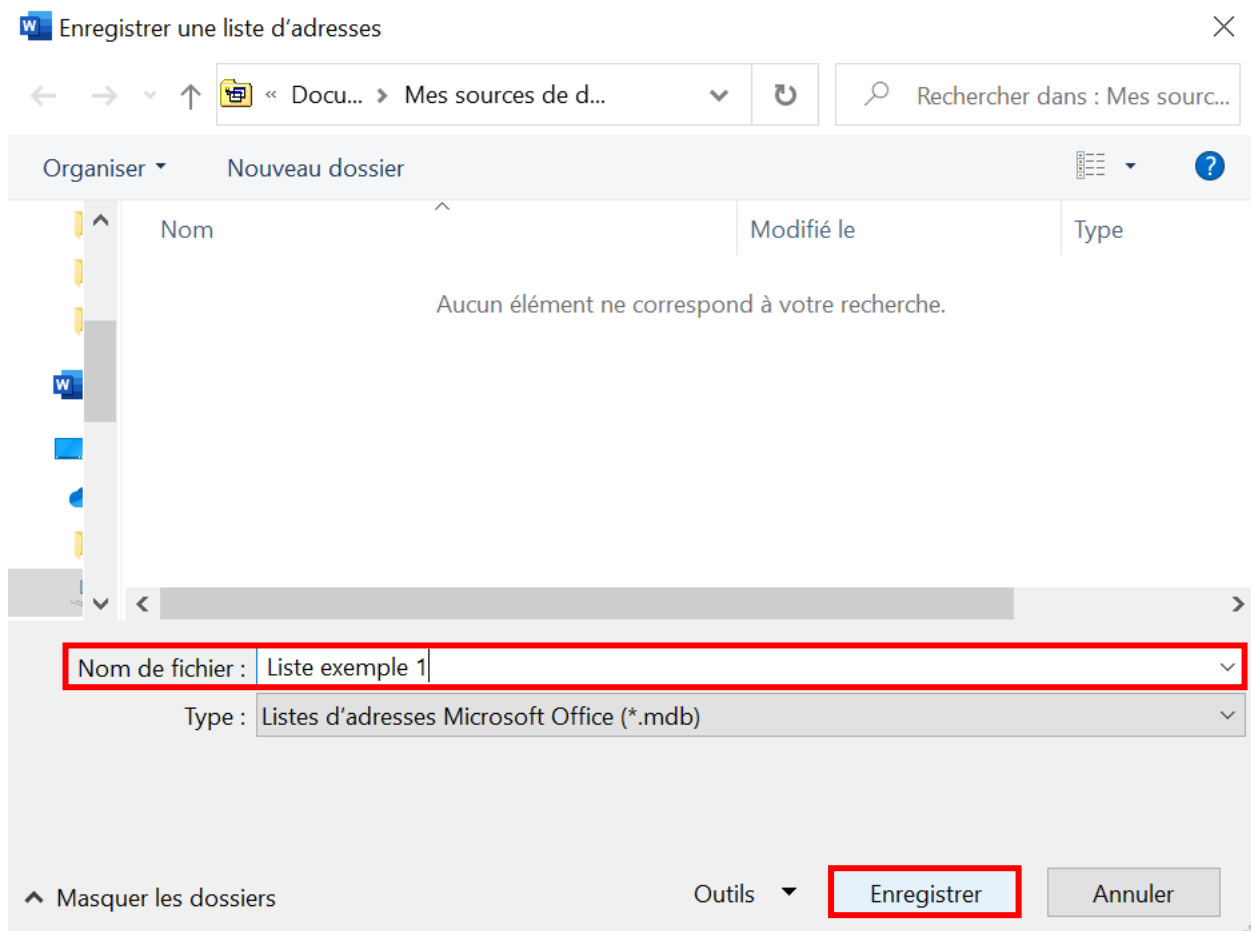 Enregistrer une liste d’adresses
« Docu... > Mes sources de d...
Rechercher dans : Mes sourc...
Organiser
Nouveau dossier
?
Nom
Modifié le
Type
Aucun élément ne correspond à votre recherche.
Nom de fichier : Liste exemple 1
Type : Listes d’adresses Microsoft Office (*.mdb)
Masquer les dossiers
Outils
Enregistrer
Annuler